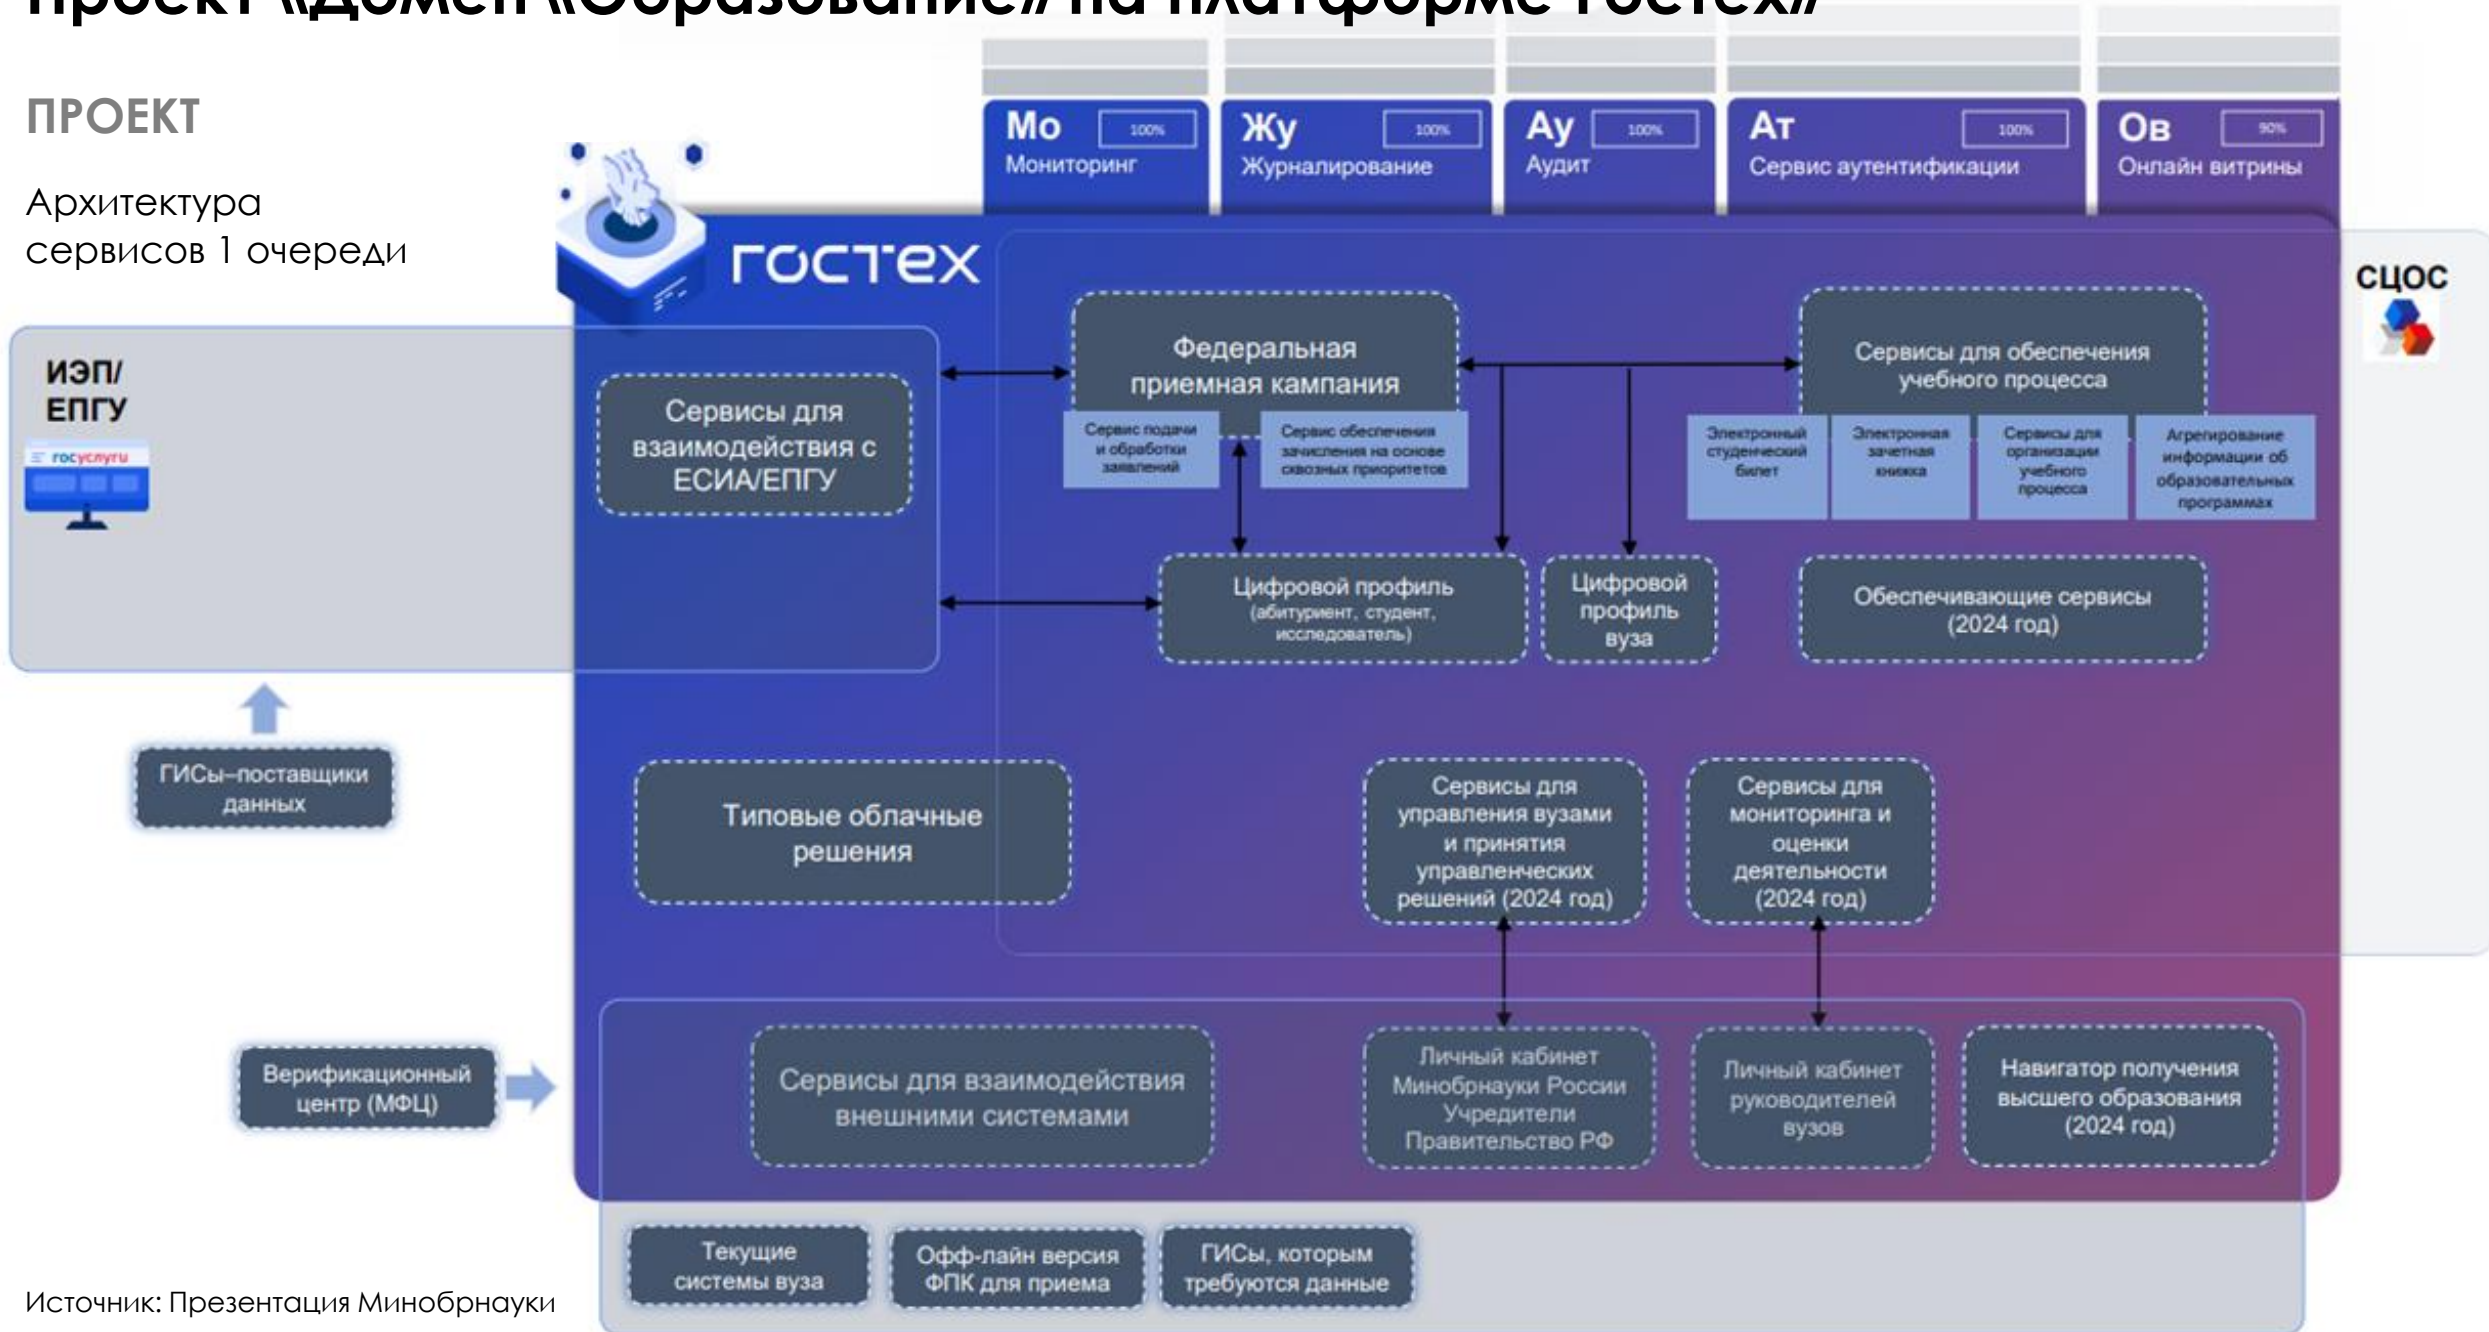 Проект «Домен «Образование» на платформе Гостех»
ПРОЕКТ
Архитектура
сервисов 1 очереди
Мо
100%
Мониторинг
Жу
100%
Журналирование
Ау
100%
Аудит
Ат
100%
Сервис аутентификации
Ов
90%
Онлайн витрины
гостех
СЦОС
ИЭП/
ЕПГУ
госуслуги
Сервисы для
взаимодействия с
ЕСИА/ЕПГУ
Федеральная
приемная кампания
Сервис подачи
и обработки
заявлений
Сервис обеспечения
зачисления на основе
сквозных приоритетов
Сервисы для обеспечения
учебного процесса
Электронный
студенческий
билет
Электронная
зачетная
книжка
Сервисы для
организации
учебного
процесса
Агрегирование
информации об
образовательных
программах
Цифровой профиль
(абитуриент, студент,
исследователь)
Цифровой
профиль
вуза
Обеспечивающие сервисы
(2024 год)
ГИСы–поставщики
данных
Типовые облачные
решения
Сервисы для
управления вузами
и принятия
управленческих
решений (2024 год)
Сервисы для
мониторинга и
оценки
деятельности
(2024 год)
Верификационный
центр (МФЦ)
Сервисы для взаимодействия
внешними системами
Личный кабинет
Минобрнауки России
Учредители
Правительство РФ
Личный кабинет
руководителей
вузов
Навигатор получения
высшего образования
(2024 год)
Текущие
системы вуза
Офф-лайн версия
ФПК для приема
ГИСы, которым
требуются данные
Источник: Презентация Минобрнауки